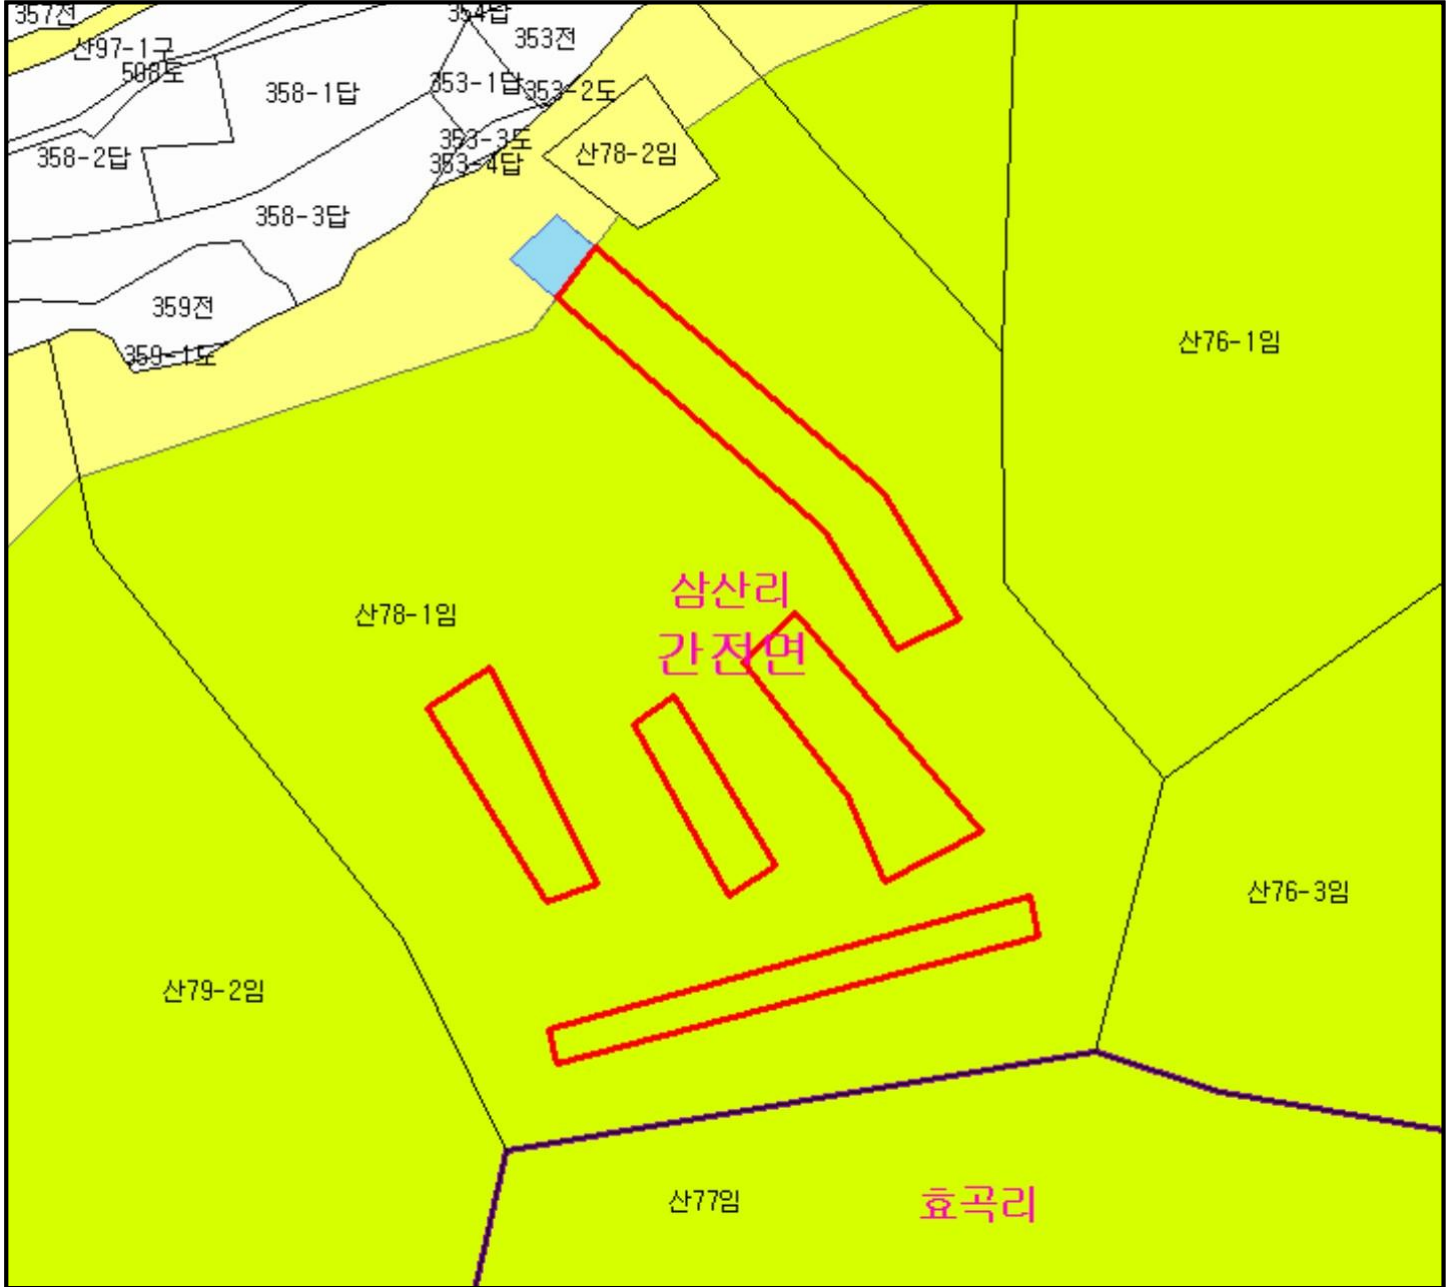 357전
354답
353전
산97-1구
508도
358-1답
353-1답
353-2도
353-3도
358-2답
353-4답
산78-2임
358-3답
359전
산76-1임
359-1도
삼산리
산78-1임
간전면
산76-3임
산79-2임
산77임
효곡리